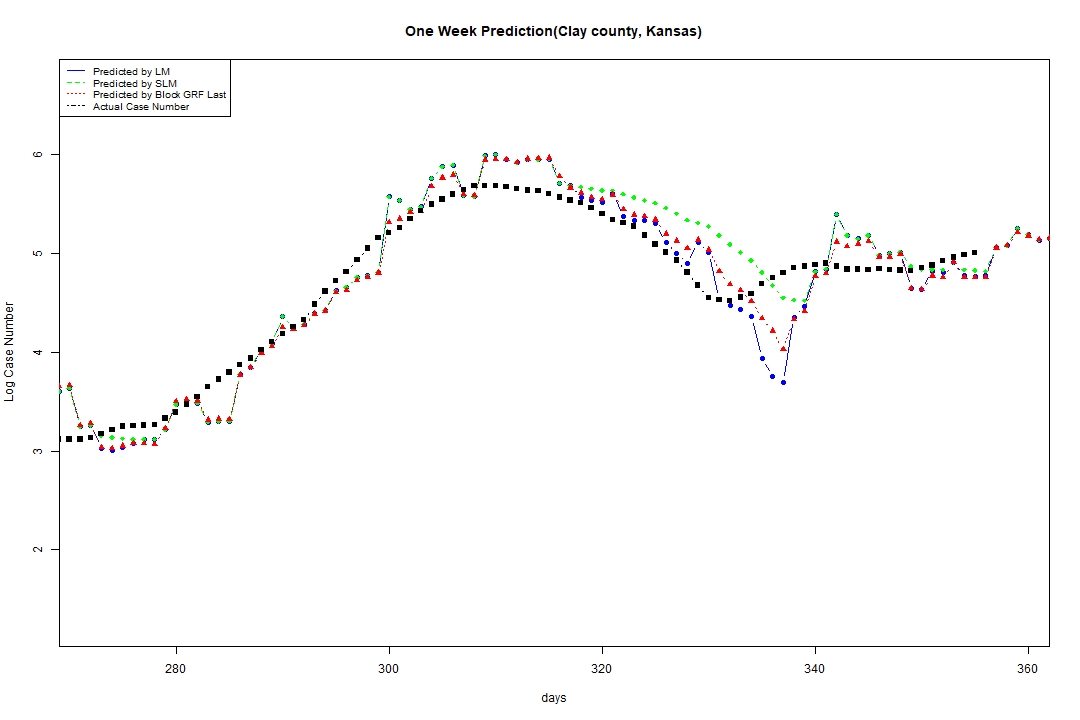 One Week Prediction(Clay county, Kansas)
Predicted by LM
Predicted by SLM
Predicted by Block GRF Last
Actual Case Number
6
5
4
3
2
Log Case Number
280 300 320 340 360
days